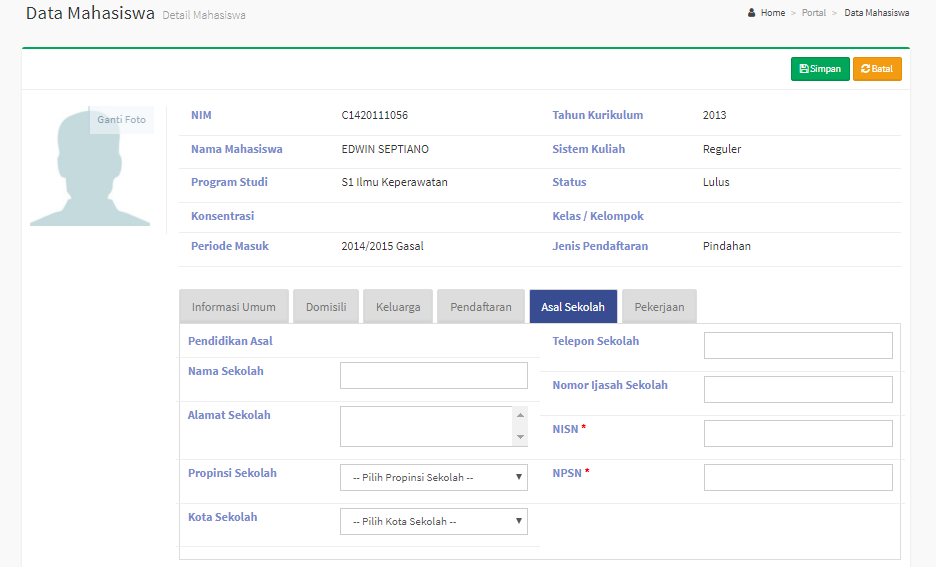 Data Mahasiswa Detail Mahasiswa
Home > Portal > Data Mahasiswa
Simpan Batal
Ganti Foto
NIM C1420111056 Tahun Kurikulum 2013
Nama Mahasiswa EDWIN SEPTIANO Sistem Kuliah Reguler
Program Studi S1 Ilmu Keperawatan Status Lulus
Konsentrasi Kelas / Kelompok
Periode Masuk 2014/2015 Gasal Jenis Pendaftaran Pindahan
Informasi Umum Domisili Keluarga Pendaftaran Asal Sekolah Pekerjaan
Pendidikan Asal Telepon Sekolah
Nama Sekolah Nomor Ijasah Sekolah
Alamat Sekolah NISN *
Propinsi Sekolah -- Pilih Propinsi Sekolah -- NPSN *
Kota Sekolah -- Pilih Kota Sekolah --